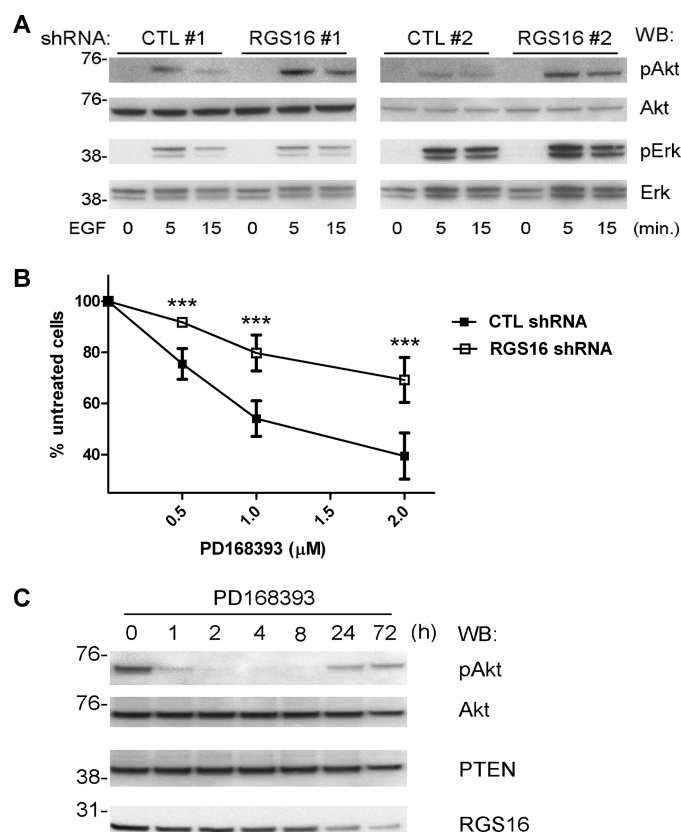 A
shRNA: CTL #1 RGS16 #1 CTL #2 RGS16 #2 WB:
76-
pAkt
76-
Akt
pErk
38-
Erk
38-
EGF 0 5 15 0 5 15 0 5 15 0 5 15 (min.)
B
% untreated cells
100
80
60
40
***
***
***
CTL shRNA
RGS16 shRNA
0.5 1.0 1.5 2.0
PD168393 (μM)
C
PD168393
0 1 2 4 8 24 72 (h) WB:
76-
pAkt
76-
Akt
PTEN
38-
31-
RGS16